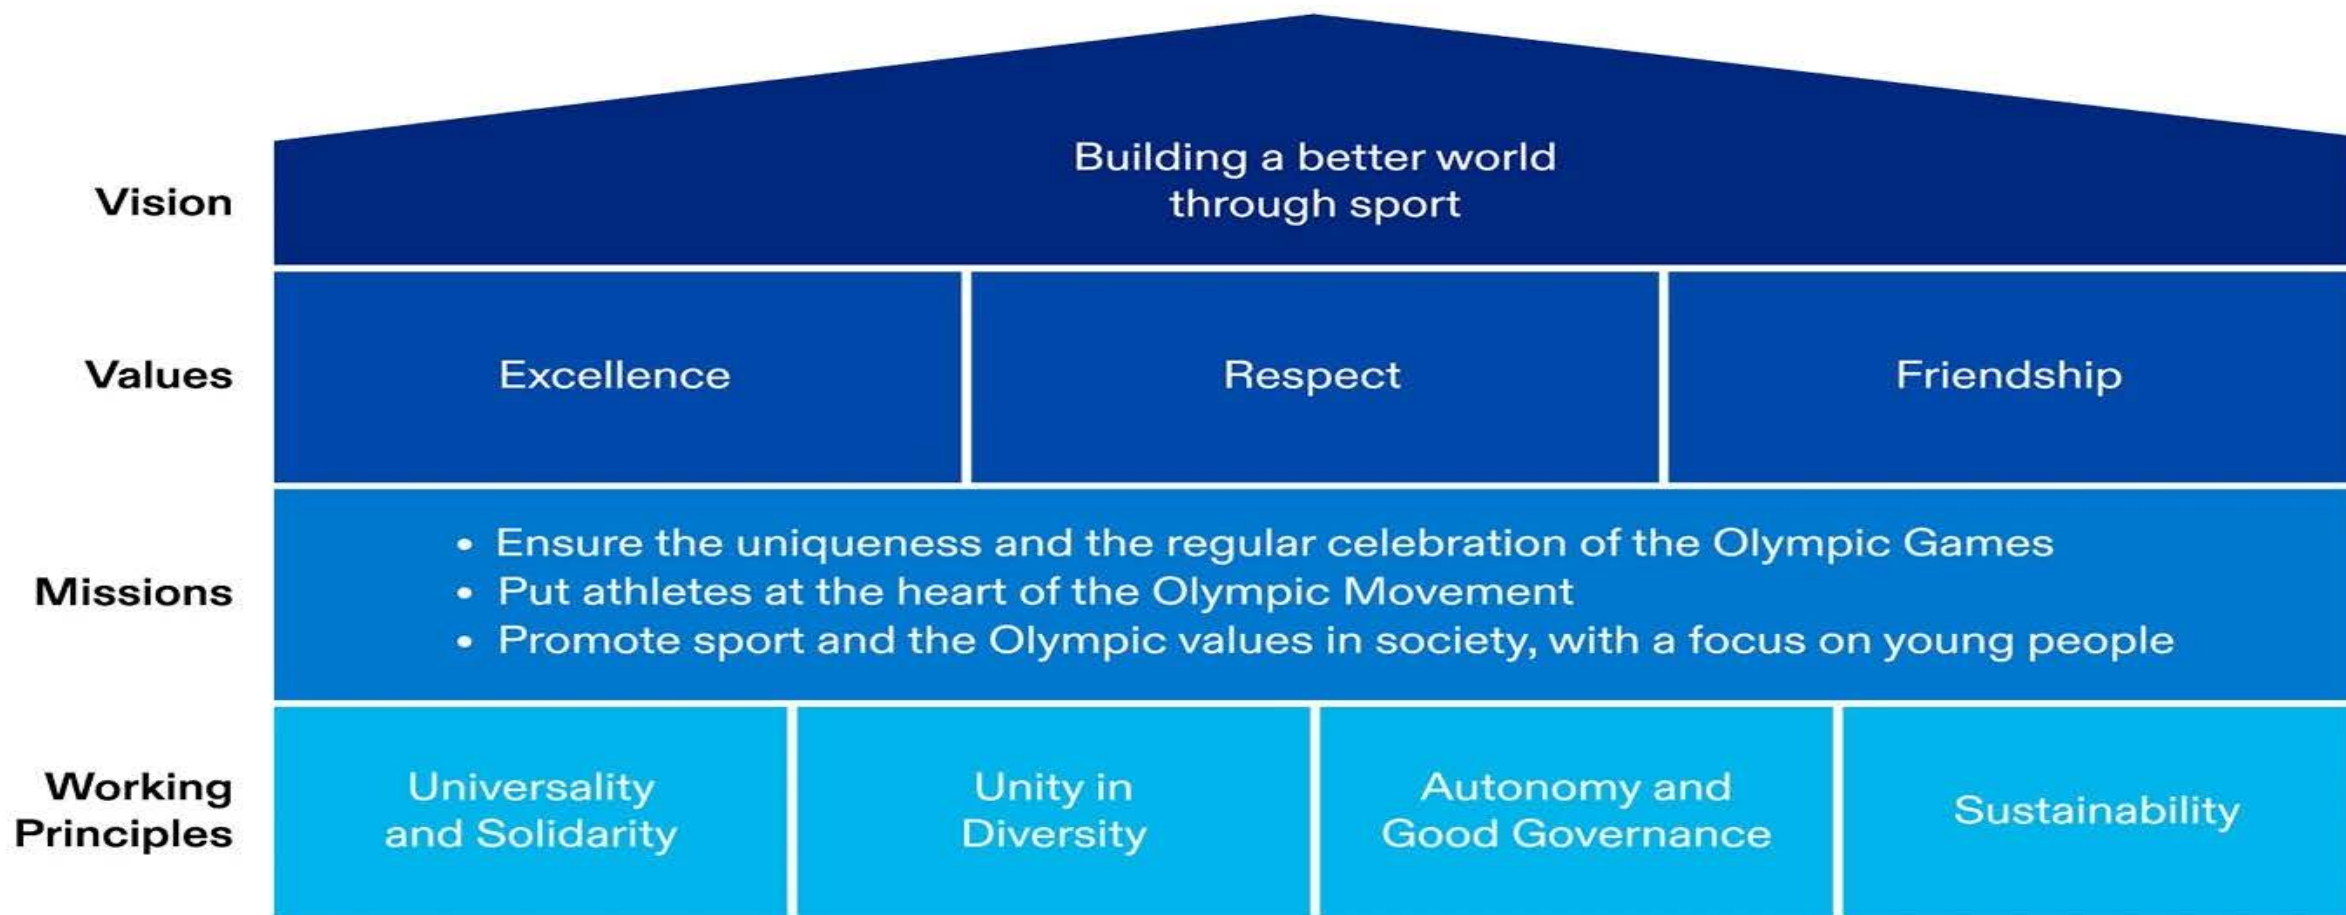 Building a better world
through sport
Vision
Values
Excellence
Respect
Friendship
Missions
• Ensure the uniqueness and the regular celebration of the Olympic Games
• Put athletes at the heart of the Olympic Movement
• Promote sport and the Olympic values in society, with a focus on young people
Working
Principles
Universality
and Solidarity
Unity in
Diversity
Autonomy and
Good Governance
Sustainability